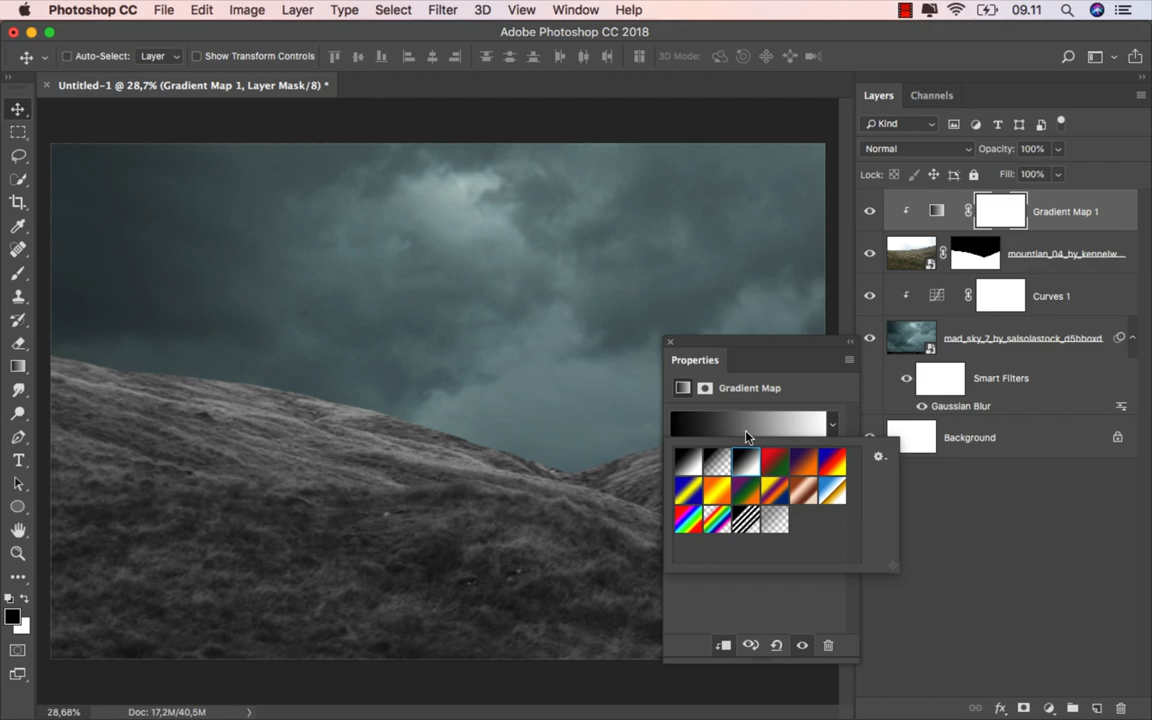 Photoshop CC File Edit Image Layer Type Select Filter 3D View Window Help 09.11
Adobe Photoshop CC 2018
Auto-Select: Layer Show Transform Controls 3D Mode:
Untitled-1 @ 28,7% (Gradient Map 1, Layer Mask/8) *
Layers Channels
Kind
Normal Opacity: 100%
Lock: Fill: 100%
Gradient Map 1
mountian_04_by_kennelw...
Curves 1
mad_sky_7_by_salsolastock_d5bboxd
Smart Filters
Gaussian Blur
Background
Properties
Gradient Map
28,68% Doc: 17,2M/40,5M